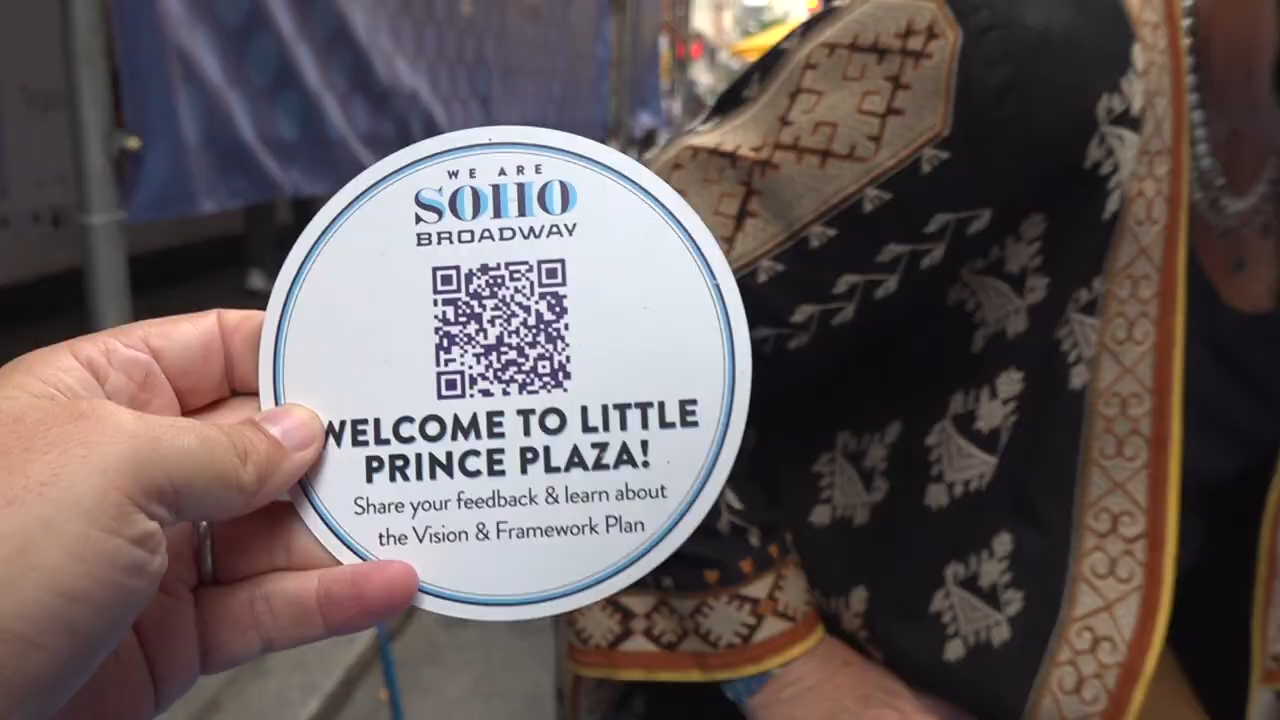 WE ARE
SOHO
BROADWAY
WELCOME TO LITTLE
PRINCE PLAZA!
Share your feedback & learn about
the Vision & Framework Plan